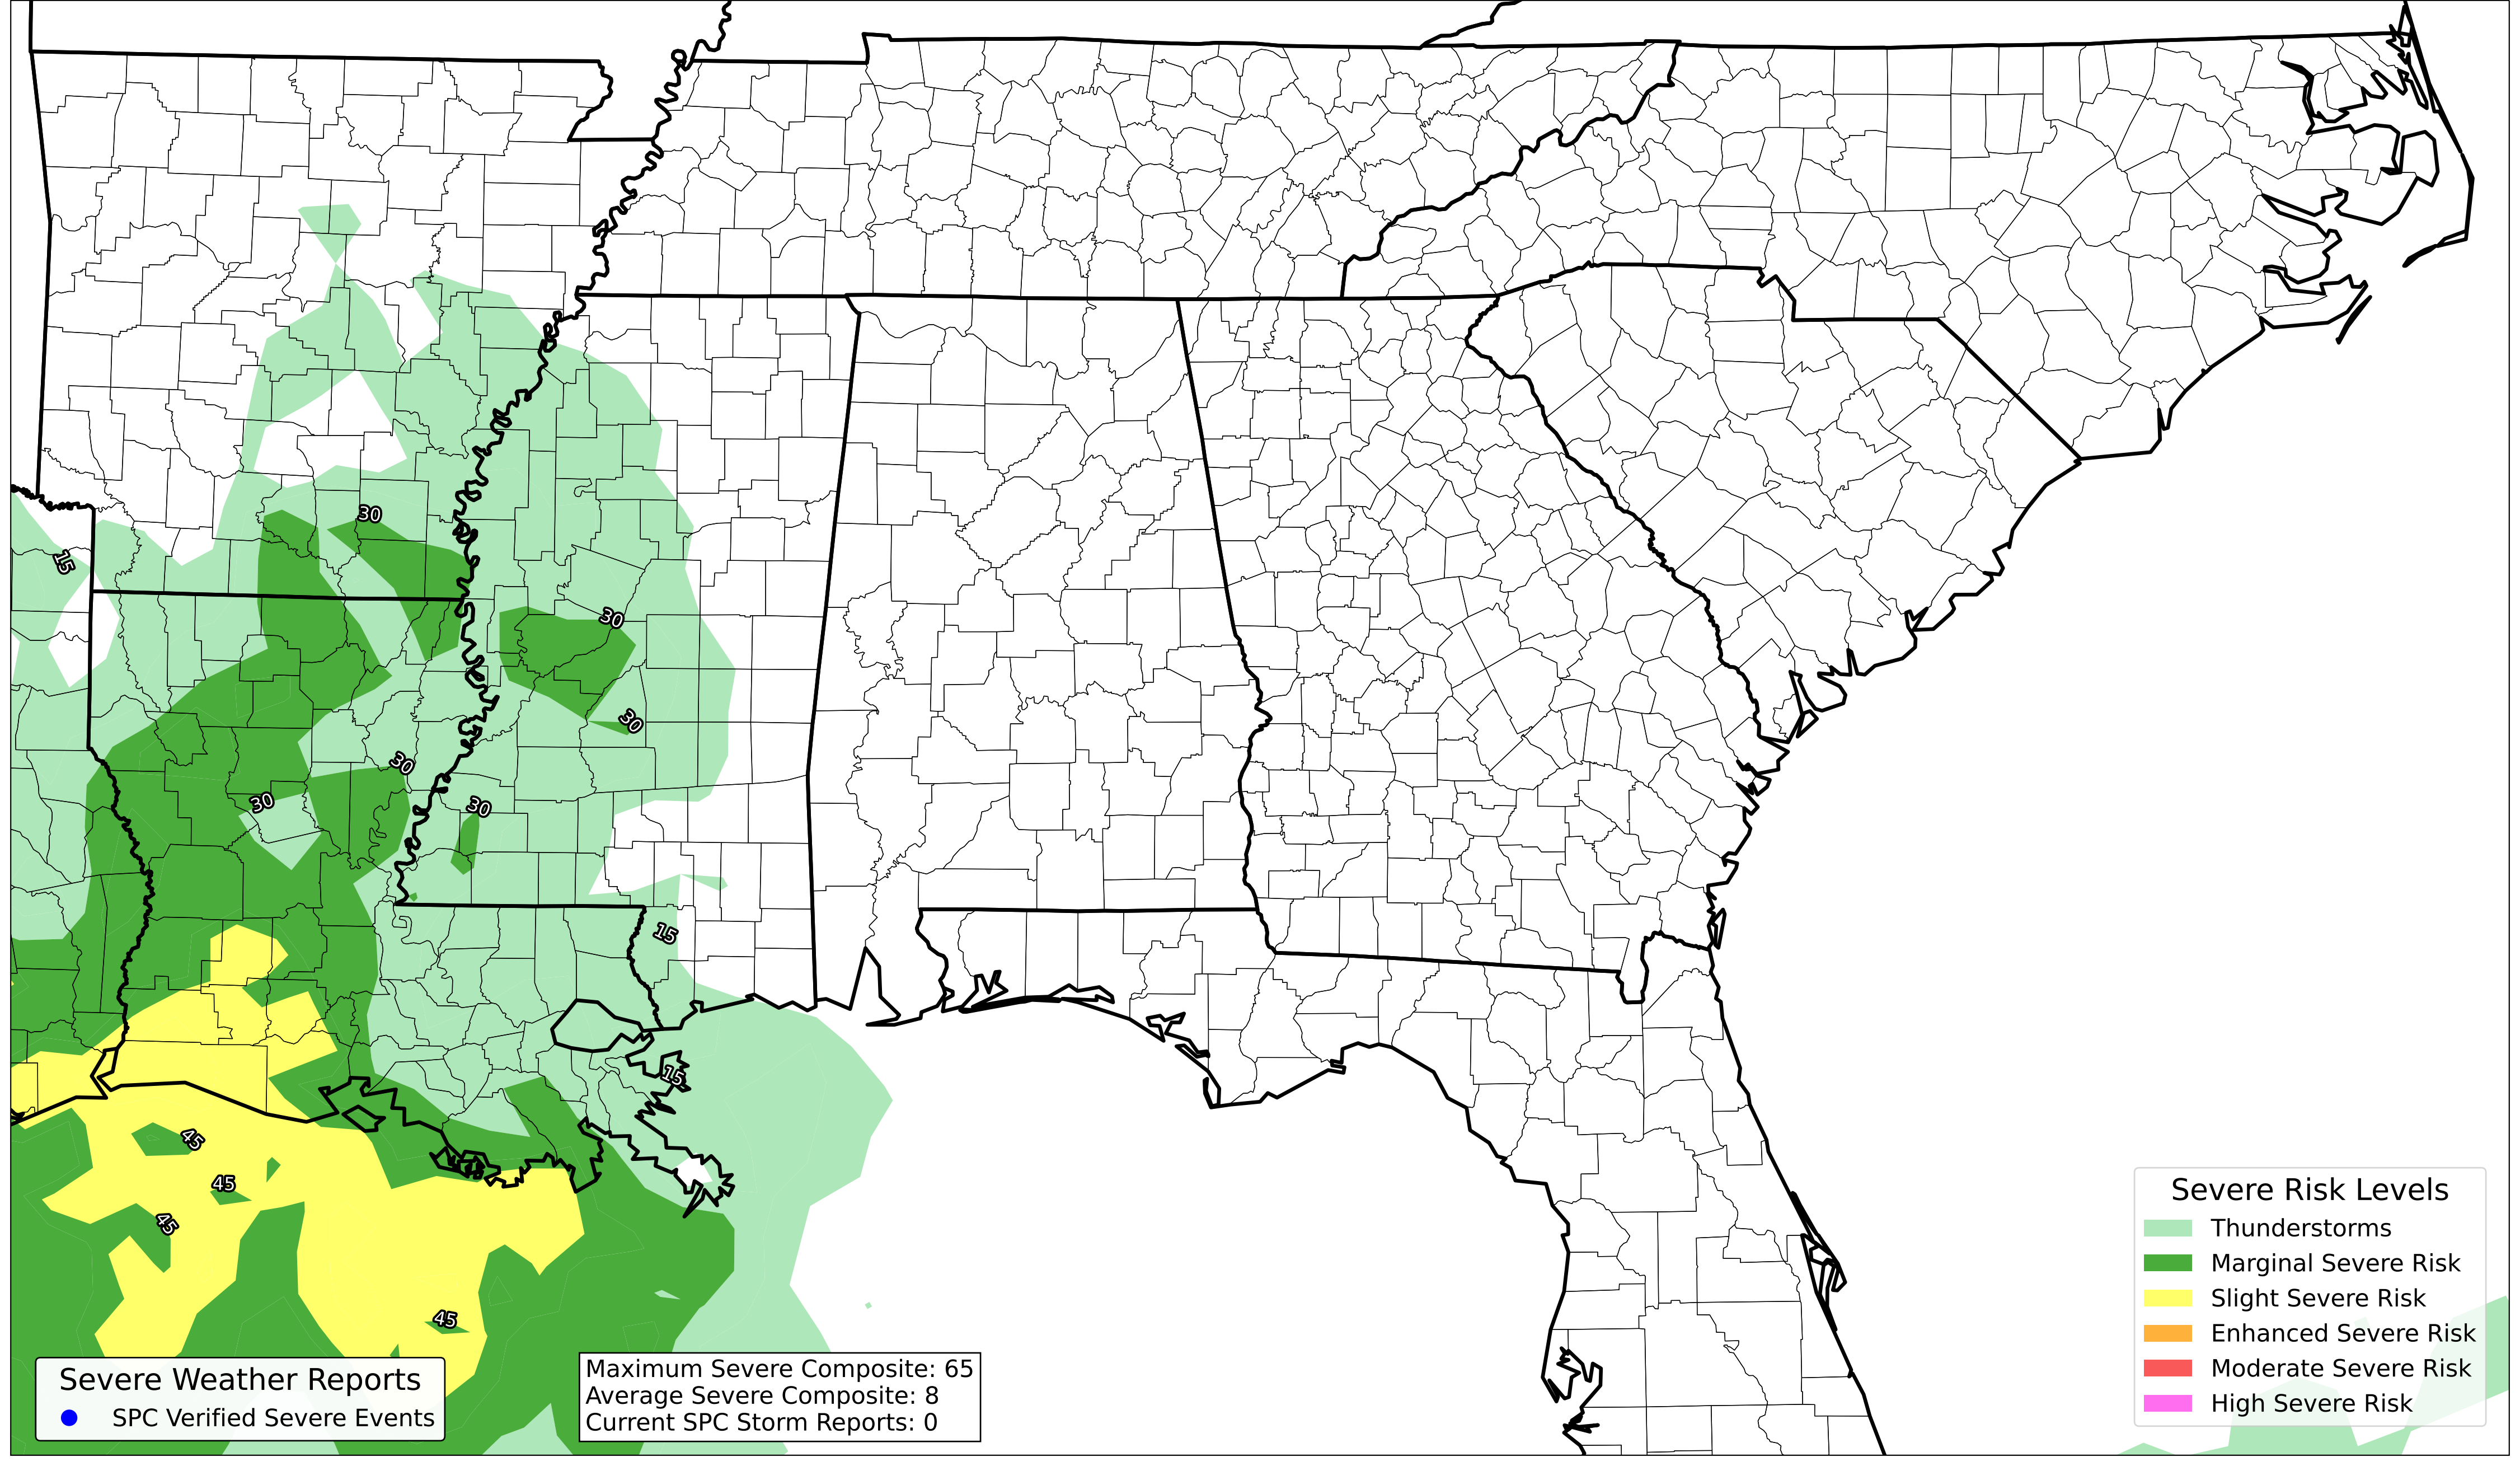 30
15
30
30
30
30
30
15
15
45
45
45
45
Severe Risk Levels
Thunderstorms
Marginal Severe Risk
Slight Severe Risk
Enhanced Severe Risk
Moderate Severe Risk
High Severe Risk
Severe Weather Reports
SPC Verified Severe Events
Maximum Severe Composite: 65
Average Severe Composite: 8
Current SPC Storm Reports: 0